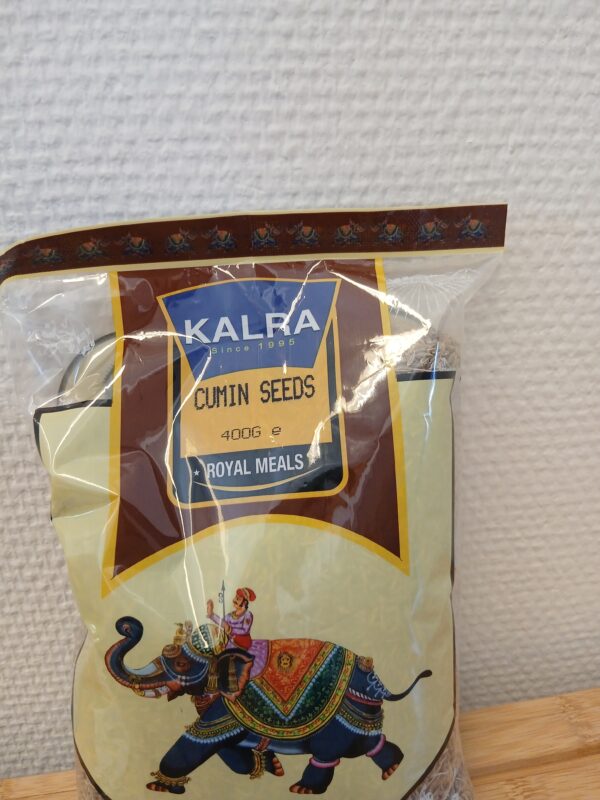 KALRA
Since 1995
CUMIN SEEDS
400G e
★ ROYAL MEALS ★